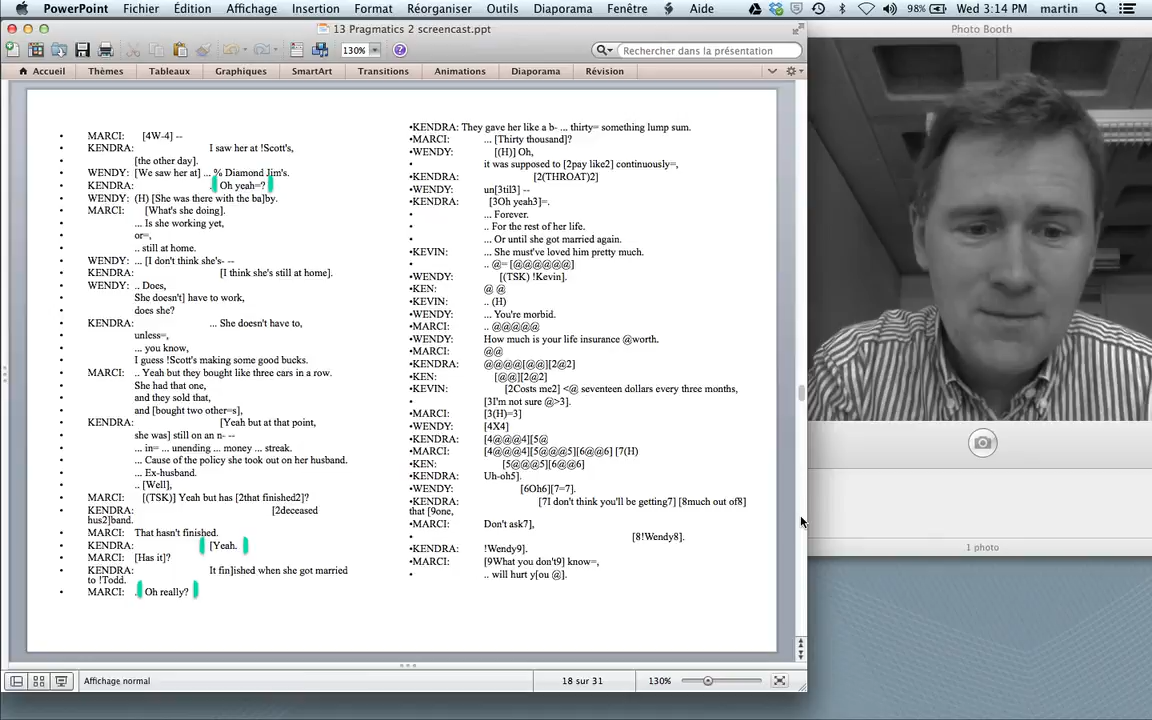 PowerPoint Fichier Édition Affichage Insertion Format Réorganiser Outils Diaporama Fenêtre Aide 98% Wed 3:14 PM martin
13 Pragmatics 2 screencast.ppt
Photo Booth
130% Rechercher dans la présentation
Accueil Thèmes Tableaux Graphiques SmartArt Transitions Animations Diaporama Révision
• MARCI: [4W-4] --
• KENDRA: I saw her at !Scott's,
• [the other day].
• WENDY: [We saw her at] ... % Diamond Jim's.
• KENDRA: . Oh yeah=?
• WENDY: (H) [She was there with the ba]by.
• MARCI: [What's she doing].
• ... Is she working yet,
• or=,
• .. still at home.
• WENDY: ... [I don't think she's- --
• KENDRA: [I think she's still at home].
• WENDY: .. Does,
• She doesn't] have to work,
• does she?
• KENDRA: ... She doesn't have to,
• unless=,
• ... you know,
• I guess !Scott's making some good bucks.
• MARCI: .. Yeah but they bought like three cars in a row.
• She had that one,
• and they sold that,
• and [bought two other=s],
• KENDRA: [Yeah but at that point,
• she was] still on an n- --
• ... in= ... unending ... money ... streak.
• ... Cause of the policy she took out on her husband.
• ... Ex-husband.
• .. [Well],
• MARCI: [(TSK) Yeah but has [2that finished2]?
• KENDRA: [2deceased
hus2]band.
• MARCI: That hasn't finished.
• KENDRA: [Yeah.
• MARCI: [Has it]?
• KENDRA: It fin]ished when she got married
to !Todd.
• MARCI: . Oh really?
•KENDRA: They gave her like a b- ... thirty= something lump sum.
•MARCI: ... [Thirty thousand]?
•WENDY: [(H)] Oh,
• it was supposed to [2pay like2] continuously=,
•KENDRA: [2(THROAT)2]
•WENDY: un[3til3] --
•KENDRA: [3Oh yeah3]=.
• ... Forever.
• .. For the rest of her life.
• ... Or until she got married again.
•KEVIN: ... She must've loved him pretty much.
• .. @= [@@@@@@]
•WENDY: [(TSK) !Kevin].
•KEN: @ @
•KEVIN: .. (H)
•WENDY: ... You're morbid.
•MARCI: .. @@@@@
•WENDY: How much is your life insurance @worth.
•MARCI: @@
•KENDRA: @@@@[@@][2@2]
•KEN: [@@][2@2]
•KEVIN: [2Costs me2] <@ seventeen dollars every three months,
• [3I'm not sure @>3].
•MARCI: [3(H)=3]
•WENDY: [4X4]
•KENDRA: [4@@@4][5@
•MARCI: [4@@@4][5@@@5][6@@6] [7(H)
•KEN: [5@@@5][6@@6]
•KENDRA: Uh-oh5].
•WENDY: [6Oh6][7=7].
•KENDRA: [7I don't think you'll be getting7] [8much out of8]
that [9one,
•MARCI: Don't ask7],
• [8!Wendy8].
•KENDRA: !Wendy9].
•MARCI: [9What you don't9] know=,
• .. will hurt y[ou @].
1 photo
Affichage normal 18 sur 31 130%